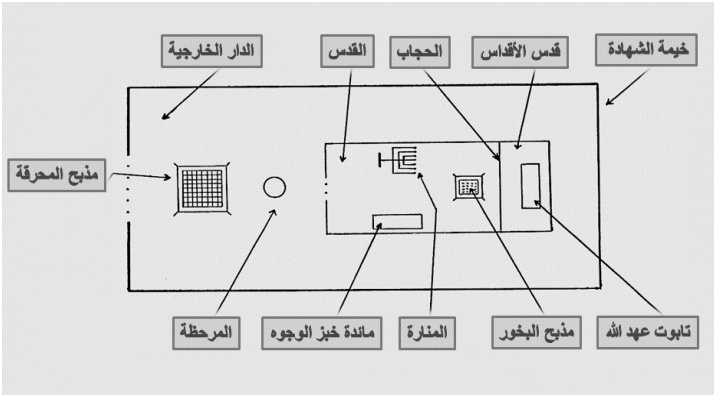 خيمة الشهادة
قدس الأقداس
الحجاب
القدس
الدار الخارجية
مذبح المحرقة
تابوت عهد الله
مذبح البخور
المنارة
مائدة خبز الوجوه
المرحظة